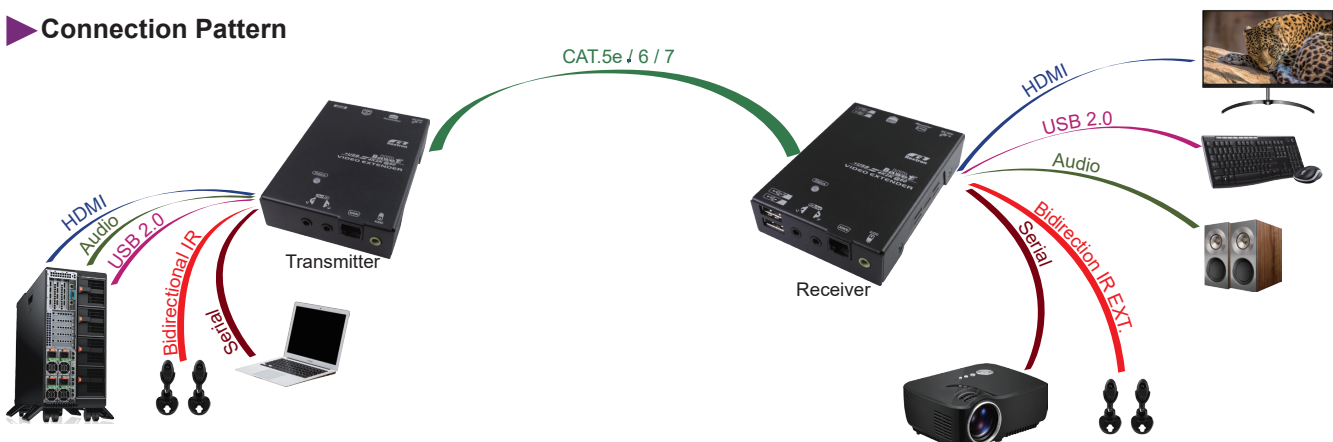 Connection Pattern
CAT.5e / 6 / 7
HDMI
Audio
USB 2.0
Bidirectional IR
Serial
Transmitter
VIDEO EXTENDER
HDMI
USB 2.0
Audio
Bidirection IR EXT.
Serial
Receiver
VIDEO EXTENDER